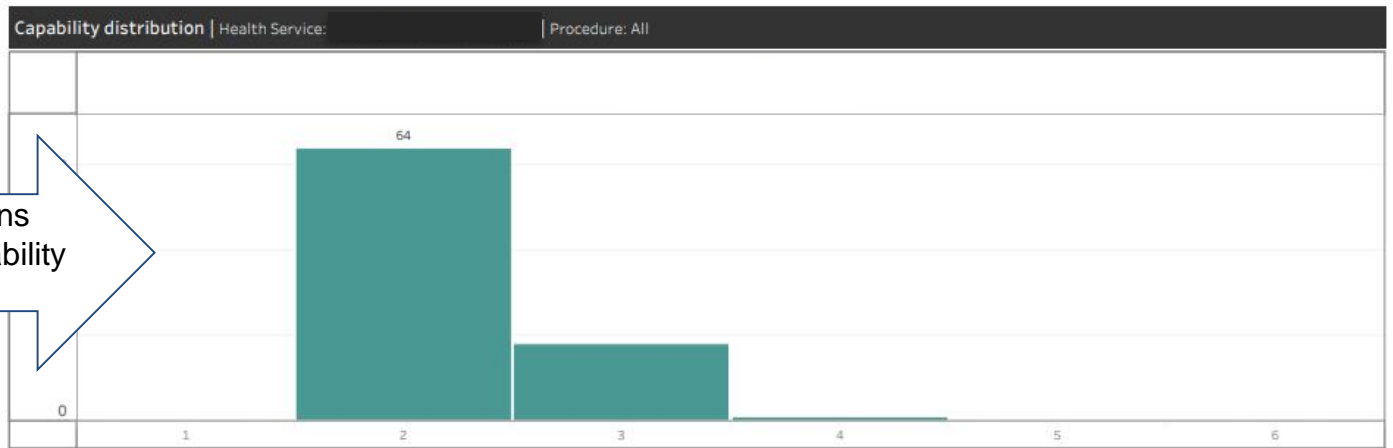 Capability distribution | Health Service: | Procedure: All
64
ns
ability
0
1 2 3 4 5 6